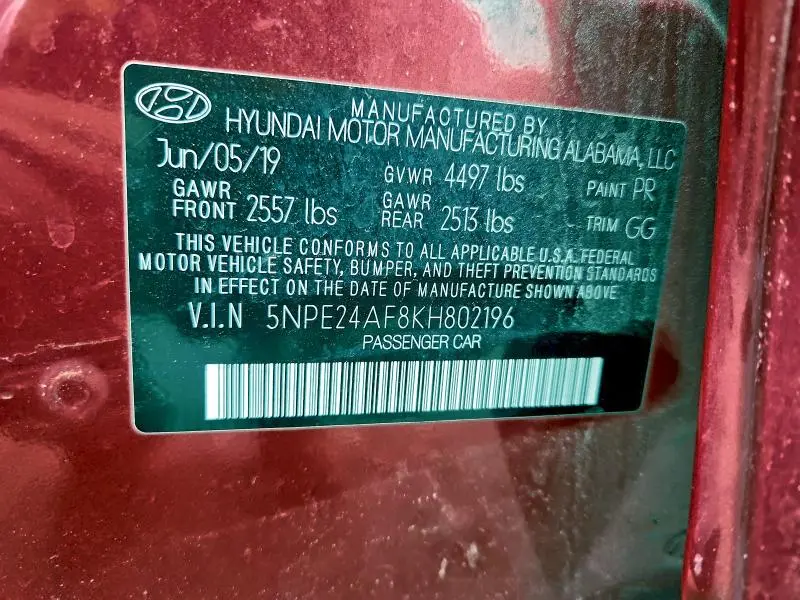 MANUFACTURED BY
HYUNDAI MOTOR MANUFACTURING ALABAMA, LLC
Jun/05/19 GVWR 4497 lbs PAINT PR
GAWR FRONT 2557 lbs GAWR REAR 2513 lbs TRIM GG
THIS VEHICLE CONFORMS TO ALL APPLICABLE U.S.A. FEDERAL
MOTOR VEHICLE SAFETY, BUMPER, AND THEFT PREVENTION STANDARDS
IN EFFECT ON THE DATE OF MANUFACTURE SHOWN ABOVE
V.I.N 5NPE24AF8KH802196
PASSENGER CAR